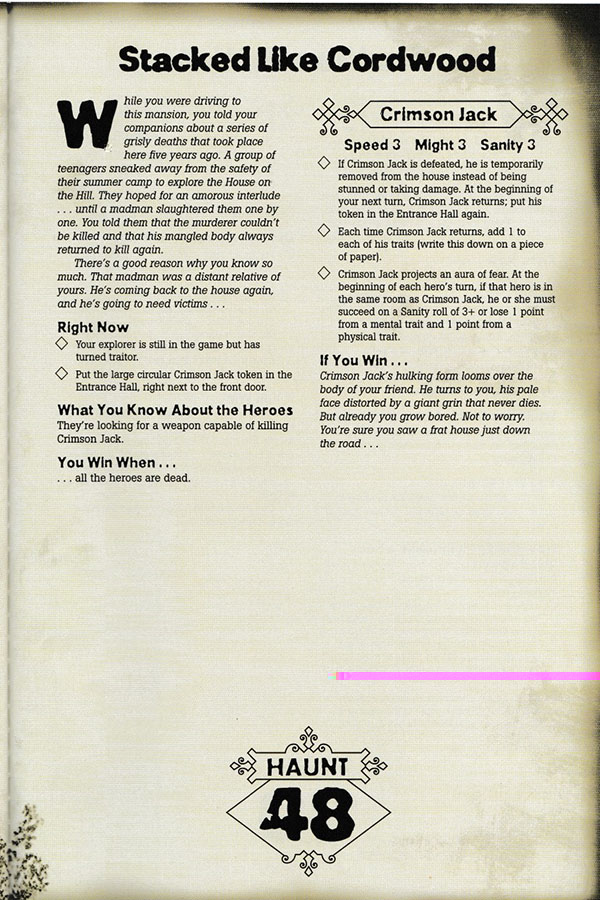 Stacked Like Cordwood
While you were driving to
this mansion, you told your
companions about a series of
grisly deaths that took place
here five years ago. A group of
teenagers sneaked away from the safety of
their summer camp to explore the House on
the Hill. They hoped for an amorous interlude
. . . until a madman slaughtered them one by
one. You told them that the murderer couldn't
be killed and that his mangled body always
returned to kill again.
There's a good reason why you know so
much. That madman was a distant relative of
yours. He's coming back to the house again,
and he's going to need victims . . .
Right Now
Your explorer is still in the game but has
turned traitor.
Put the large circular Crimson Jack token in the
Entrance Hall, right next to the front door.
What You Know About the Heroes
They're looking for a weapon capable of killing
Crimson Jack.
You Win When . . .
. . . all the heroes are dead.
Crimson Jack
Speed 3 Might 3 Sanity 3
If Crimson Jack is defeated, he is temporarily
removed from the house instead of being
stunned or taking damage. At the beginning of
your next turn, Crimson Jack returns; put his
token in the Entrance Hall again.
Each time Crimson Jack returns, add 1 to
each of his traits (write this down on a piece
of paper).
Crimson Jack projects an aura of fear. At the
beginning of each hero's turn, if that hero is in
the same room as Crimson Jack, he or she must
succeed on a Sanity roll of 3+ or lose 1 point
from a mental trait and 1 point from a
physical trait.
If You Win . . .
Crimson Jack's hulking form looms over the
body of your friend. He turns to you, his pale
face distorted by a giant grin that never dies.
But already you grow bored. Not to worry.
You're sure you saw a frat house just down
the road . . .
HAUNT
48